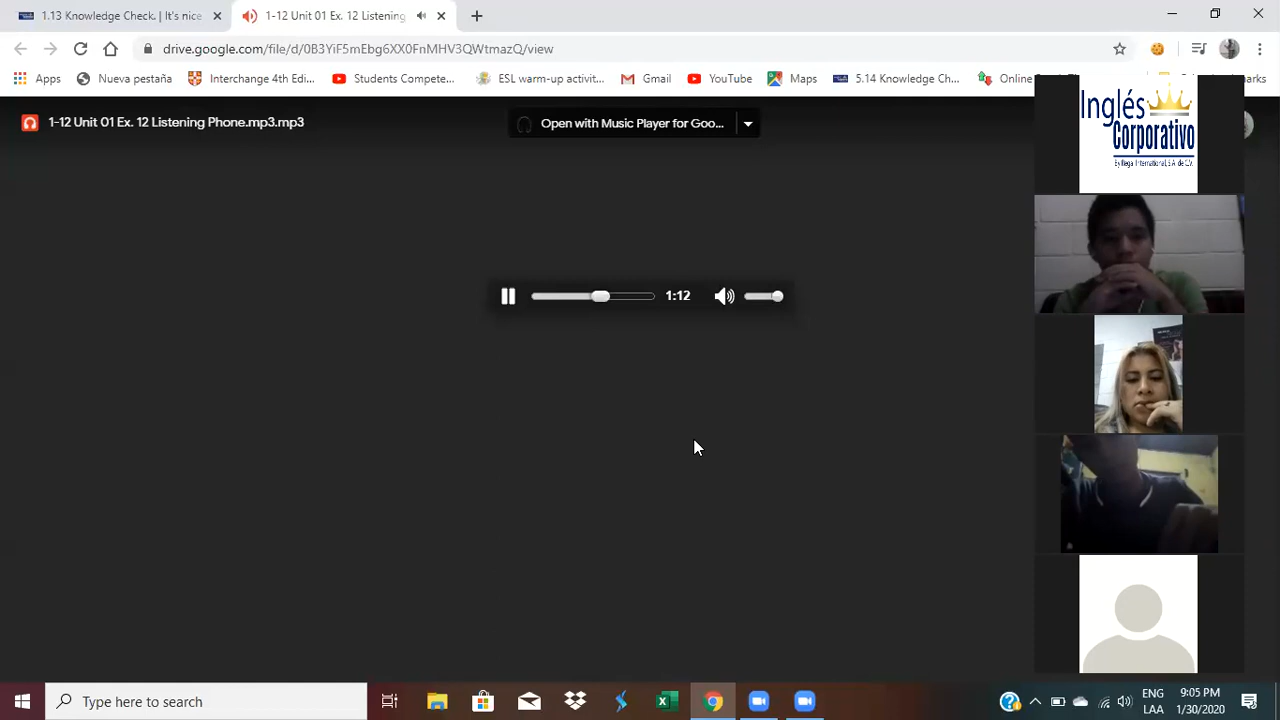 1.13 Knowledge Check. | It's nice
1-12 Unit 01 Ex. 12 Listening
drive.google.com/file/d/0B3YiF5mEbg6XX0FnMHV3QWtmazQ/view
Apps
Nueva pestaña
Interchange 4th Edi...
Students Compete...
ESL warm-up activit...
Gmail
YouTube
Maps
5.14 Knowledge Ch...
Online
1-12 Unit 01 Ex. 12 Listening Phone.mp3.mp3
Open with Music Player for Goo...
Inglés
Corporativo
1:12
Type here to search
ENG
LAA
9:05 PM
1/30/2020